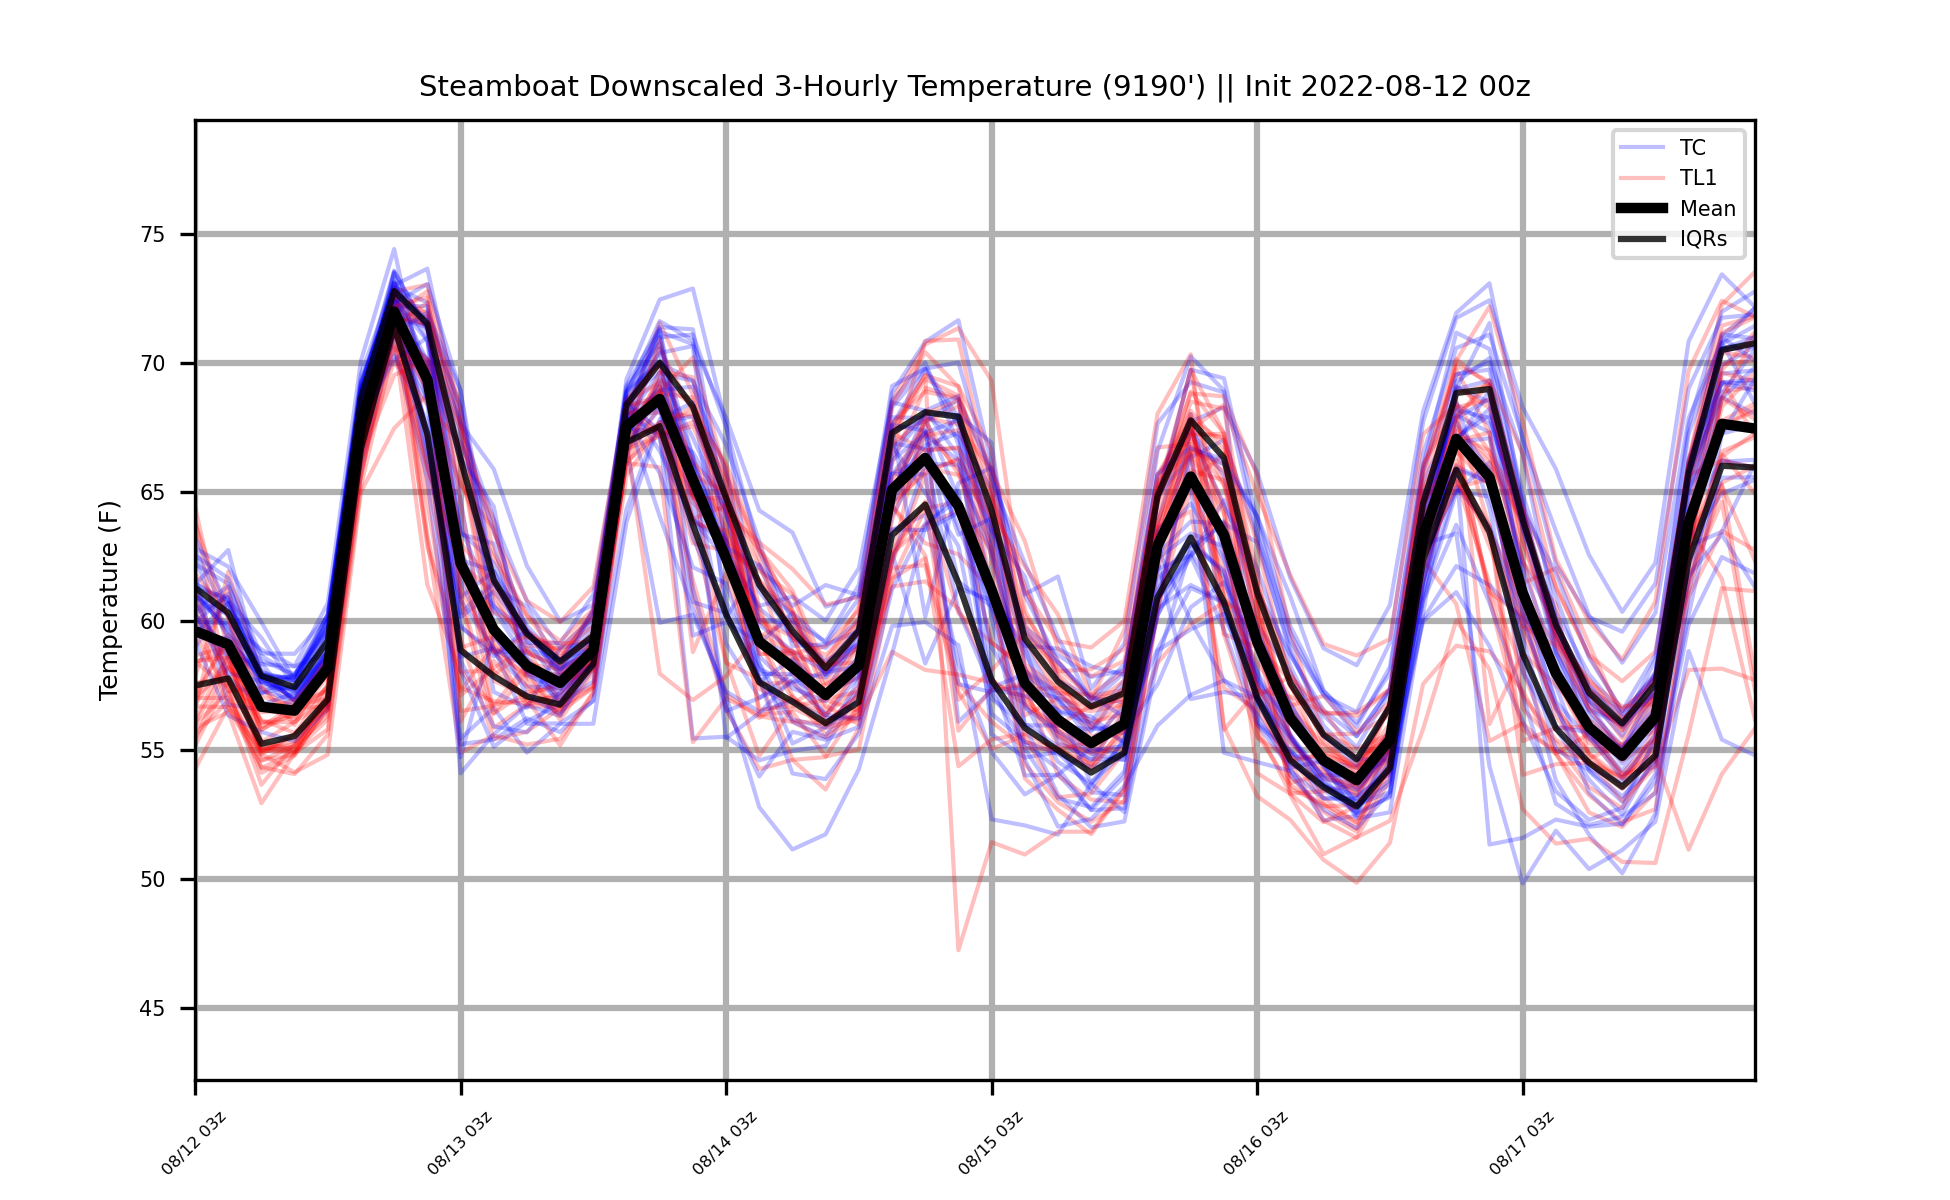 Steamboat Downscaled 3-Hourly Temperature (9190') || Init 2022-08-12 00z
TC
TL1
Mean
IQRs
Temperature (F)
75
70
65
60
55
50
45
08/12 03z
08/13 03z
08/14 03z
08/15 03z
08/16 03z
08/17 03z